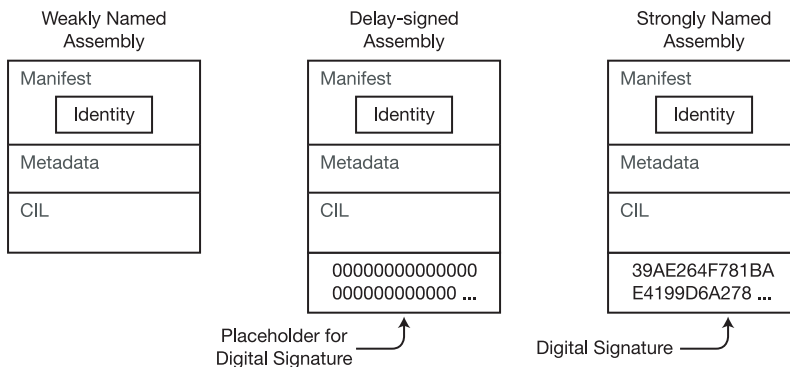 Weakly Named
Assembly
Manifest
Identity
Metadata
CIL
Delay-signed
Assembly
Manifest
Identity
Metadata
CIL
00000000000000
000000000000 ...
Placeholder for
Digital Signature
Strongly Named
Assembly
Manifest
Identity
Metadata
CIL
39AE264F781BA
E4199D6A278 ...
Digital Signature